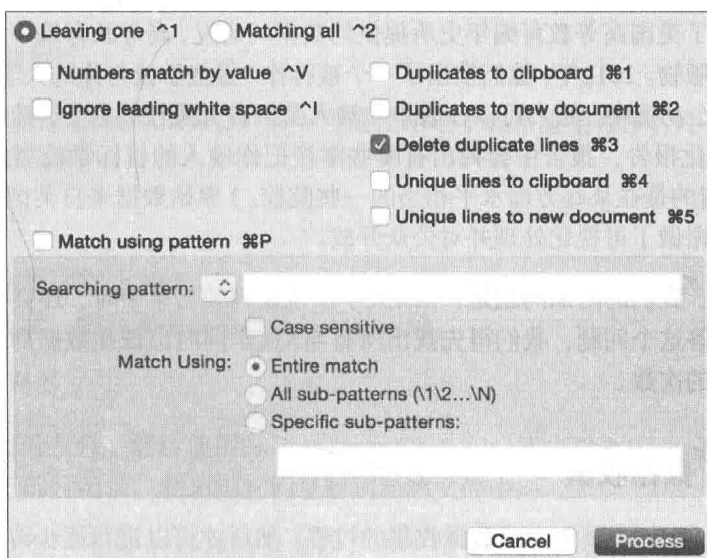 Leaving one ^1 Matching all ^2
Numbers match by value ^V Duplicates to clipboard ⌘1
Ignore leading white space ^I Duplicates to new document ⌘2
Delete duplicate lines ⌘3
Unique lines to clipboard ⌘4
Unique lines to new document ⌘5
Match using pattern ⌘P
Searching pattern:
Case sensitive
Match Using: Entire match
All sub-patterns (\1\2...\N)
Specific sub-patterns:
Cancel Process